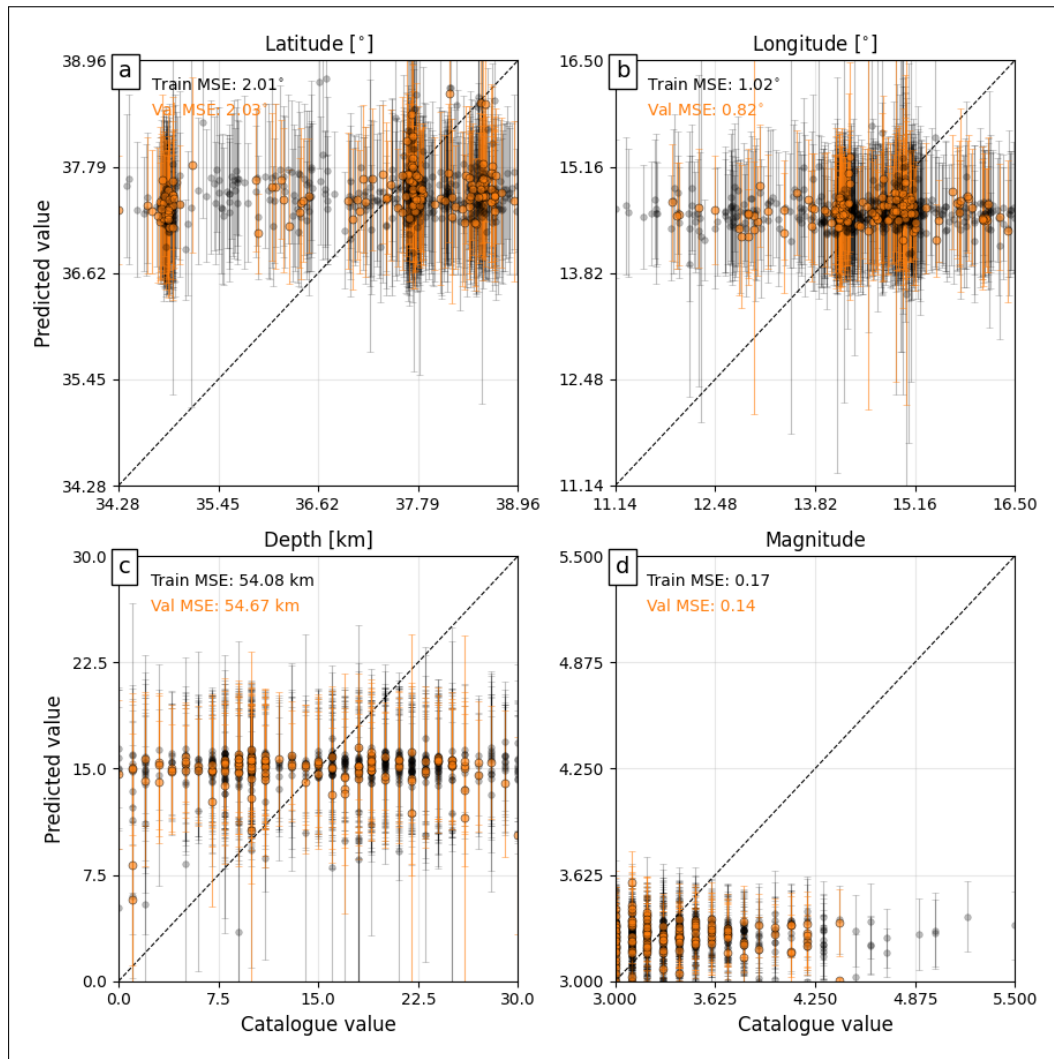 Latitude [°]
a
Train MSE: 2.01°
Val MSE: 2.03°
38.96
37.79
36.62
35.45
34.28
Predicted value
34.28 35.45 36.62 37.79 38.96
Longitude [°]
b
Train MSE: 1.02°
Val MSE: 0.82°
16.50
15.16
13.82
12.48
11.14
11.14 12.48 13.82 15.16 16.50
Depth [km]
c
Train MSE: 54.08 km
Val MSE: 54.67 km
30.0
22.5
15.0
7.5
0.0
Predicted value
0.0 7.5 15.0 22.5 30.0
Catalogue value
Magnitude
d
Train MSE: 0.17
Val MSE: 0.14
5.500
4.875
4.250
3.625
3.000
3.000 3.625 4.250 4.875 5.500
Catalogue value